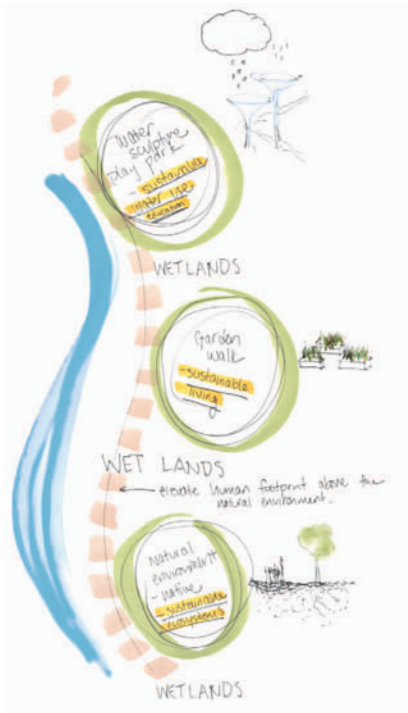 water
sculpture
play park
- sustainable
water use
education
WETLANDS
Garden
walk
-sustainable
living
WET LANDS
elevate human footprint above the
natural environment.
Natural
environment
- native
- sustainable
ecosystems
WETLANDS